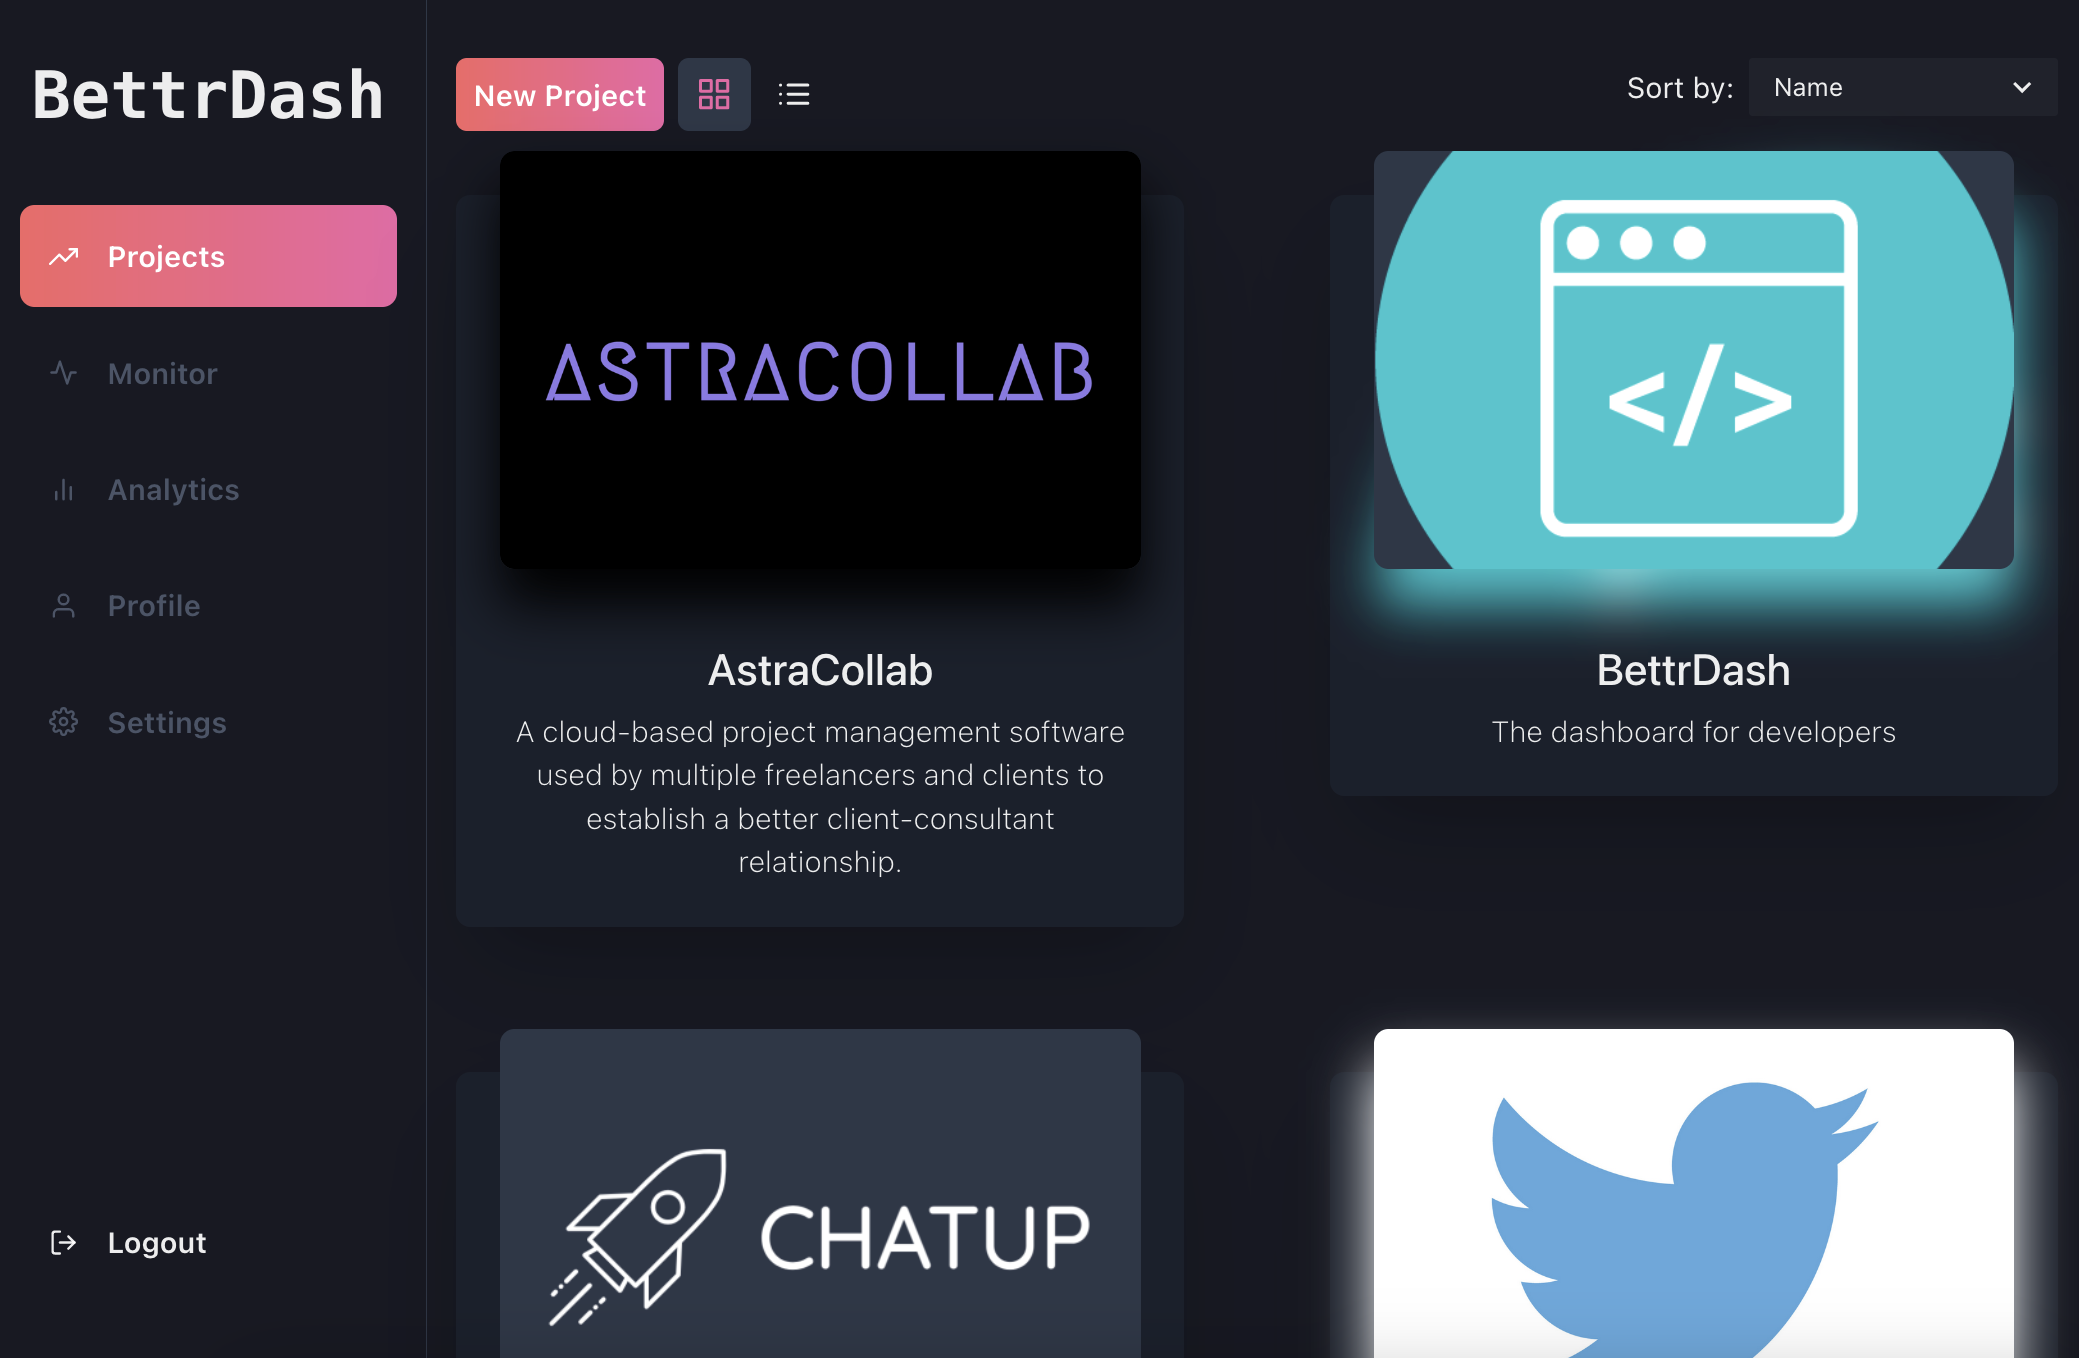 BettrDash
Projects
Monitor
Analytics
Profile
Settings
Logout
New Project
Sort by:
Name
ASTRACOLLAB
AstraCollab
A cloud-based project management software
used by multiple freelancers and clients to
establish a better client-consultant
relationship.
</>
BettrDash
The dashboard for developers
CHATUP